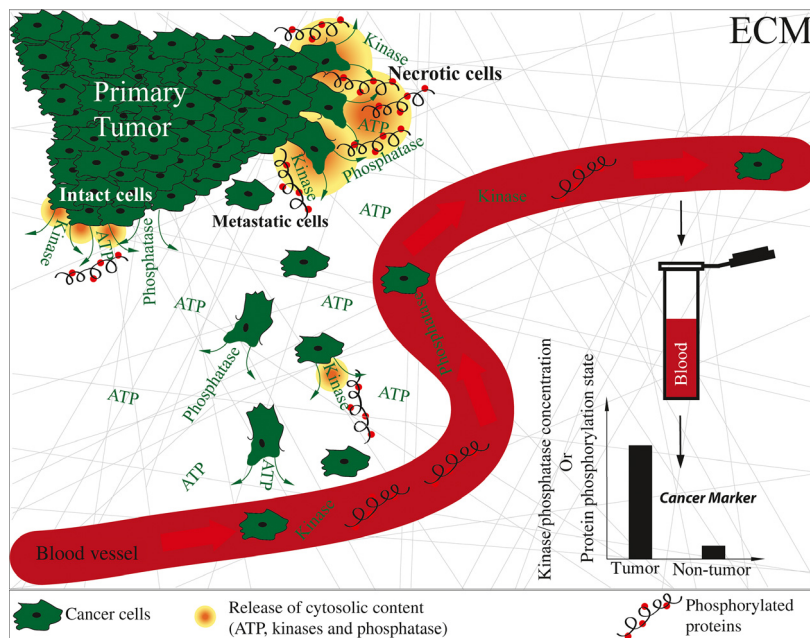 ECM
Kinase
Necrotic cells
Primary
Tumor
ATP
Phosphatase
Kinase
Kinase
Intact cells
Metastatic cells
ATP
Kinase
ATP
Phosphatase
ATP
ATP
Phosphatase
Phosphatase
Kinase
ATP
ATP
ATP
ATP
Kinase
Blood vessel
Blood
Kinase/phosphatase concentration
Or
Protein phosphorylation state
Cancer Marker
Tumor
Non-tumor
Cancer cells
Release of cytosolic content
(ATP, kinases and phosphatase)
Phosphorylated
proteins